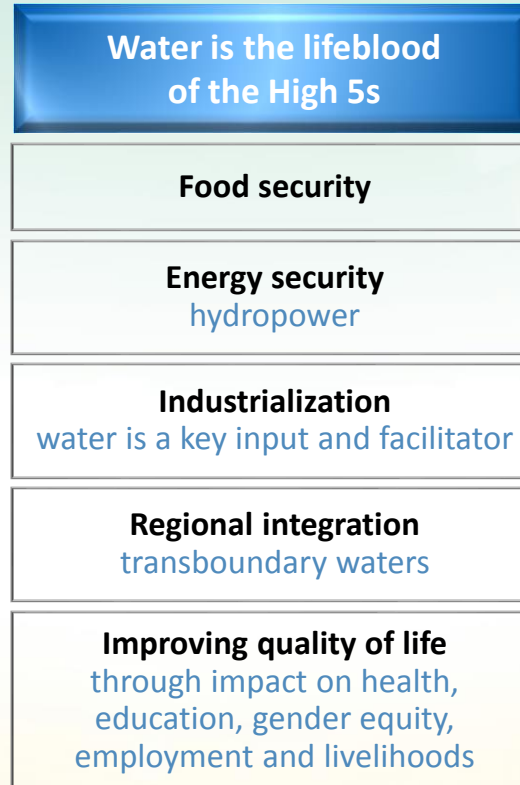 Water is the lifeblood
of the High 5s
Food security
Energy security
hydropower
Industrialization
water is a key input and facilitator
Regional integration
transboundary waters
Improving quality of life
through impact on health,
education, gender equity,
employment and livelihoods